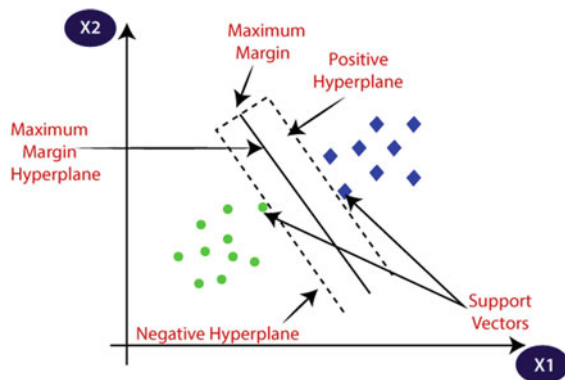 X2
Maximum
Margin
Positive
Hyperplane
Maximum
Margin
Hyperplane
Support
Vectors
Negative Hyperplane
X1